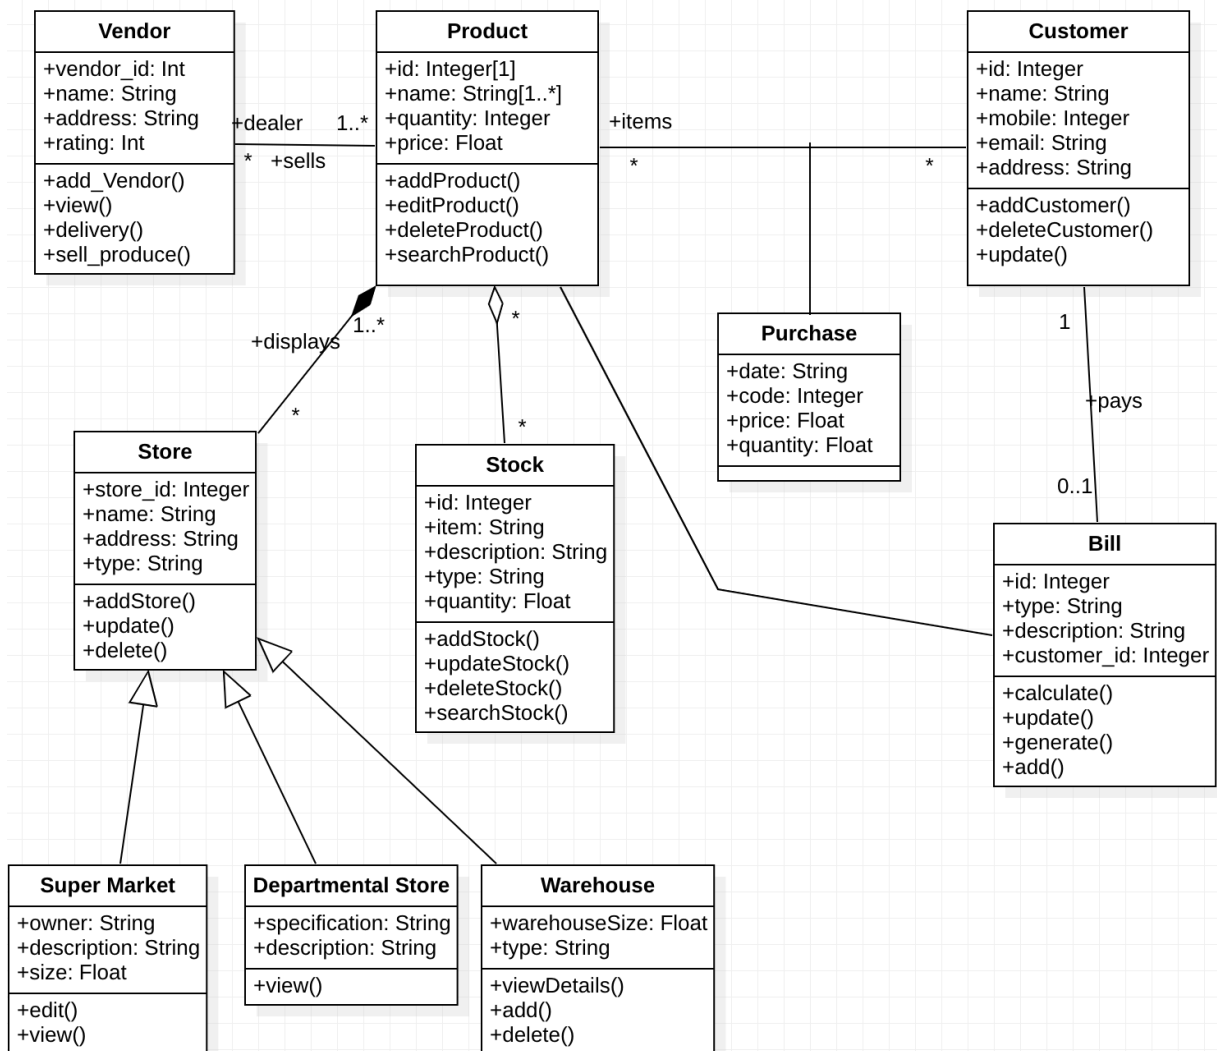 Vendor
+vendor_id: Int
+name: String
+address: String
+rating: Int
+add_Vendor()
+view()
+delivery()
+sell_produce()
+dealer
1..*
*
+sells
Product
+id: Integer[1]
+name: String[1..*]
+quantity: Integer
+price: Float
+addProduct()
+editProduct()
+deleteProduct()
+searchProduct()
+items
*
*
Customer
+id: Integer
+name: String
+mobile: Integer
+email: String
+address: String
+addCustomer()
+deleteCustomer()
+update()
1..*
+displays
*
*
*
Purchase
+date: String
+code: Integer
+price: Float
+quantity: Float
1
+pays
0..1
Store
+store_id: Integer
+name: String
+address: String
+type: String
+addStore()
+update()
+delete()
Stock
+id: Integer
+item: String
+description: String
+type: String
+quantity: Float
+addStock()
+updateStock()
+deleteStock()
+searchStock()
Bill
+id: Integer
+type: String
+description: String
+customer_id: Integer
+calculate()
+update()
+generate()
+add()
Super Market
+owner: String
+description: String
+size: Float
+edit()
+view()
Departmental Store
+specification: String
+description: String
+view()
Warehouse
+warehouseSize: Float
+type: String
+viewDetails()
+add()
+delete()